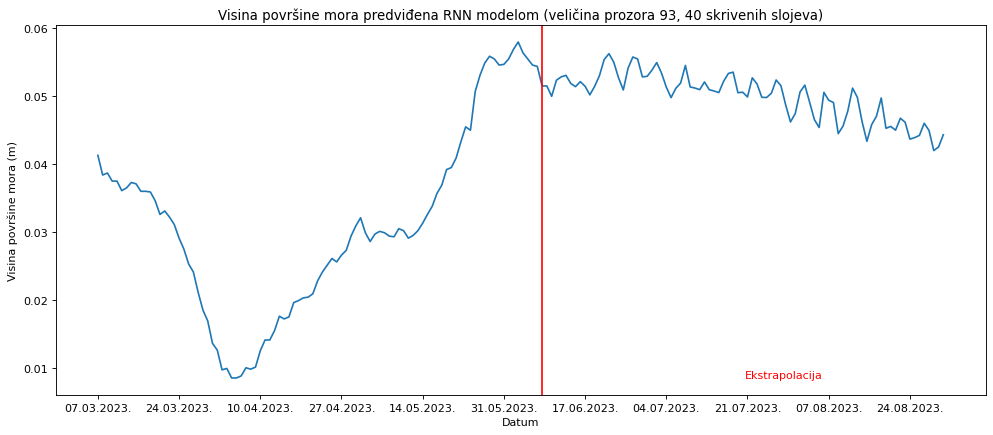 Visina površine mora predviđena RNN modelom (veličina prozora 93, 40 skrivenih slojeva)
0.06
0.05
0.04
0.03
0.02
0.01
Visina površine mora (m)
Ekstrapolacija
07.03.2023. 24.03.2023. 10.04.2023. 27.04.2023. 14.05.2023. 31.05.2023. 17.06.2023. 04.07.2023. 21.07.2023. 07.08.2023. 24.08.2023.
Datum